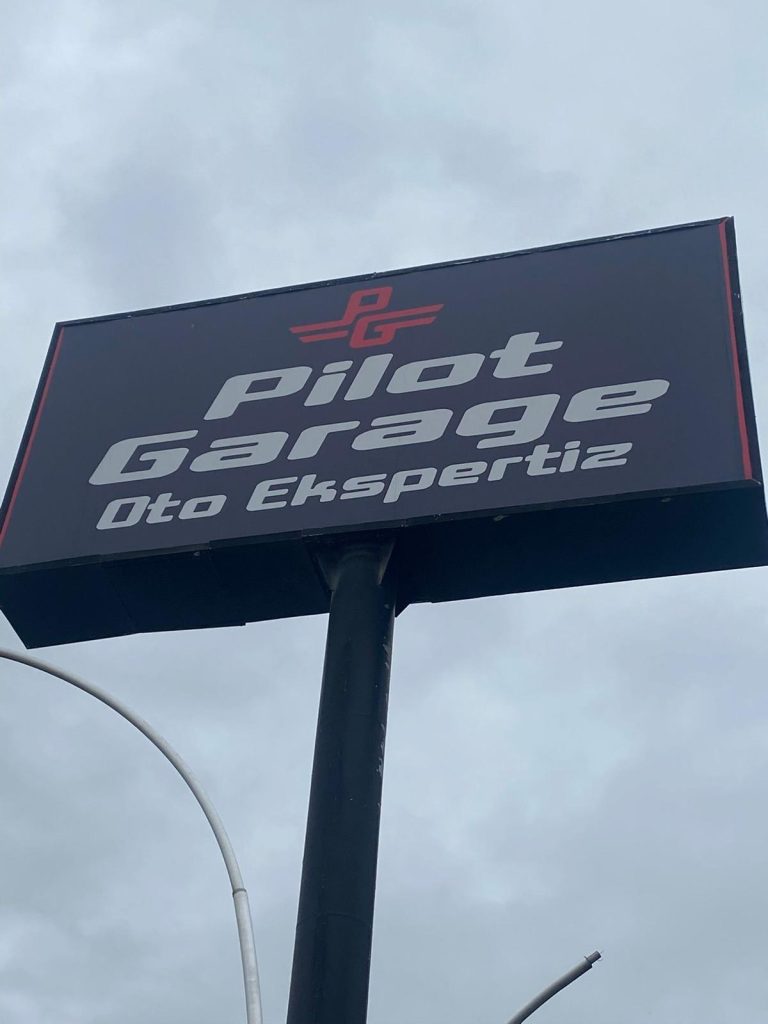 PG
Pilot
Garage
Oto Ekspertiz